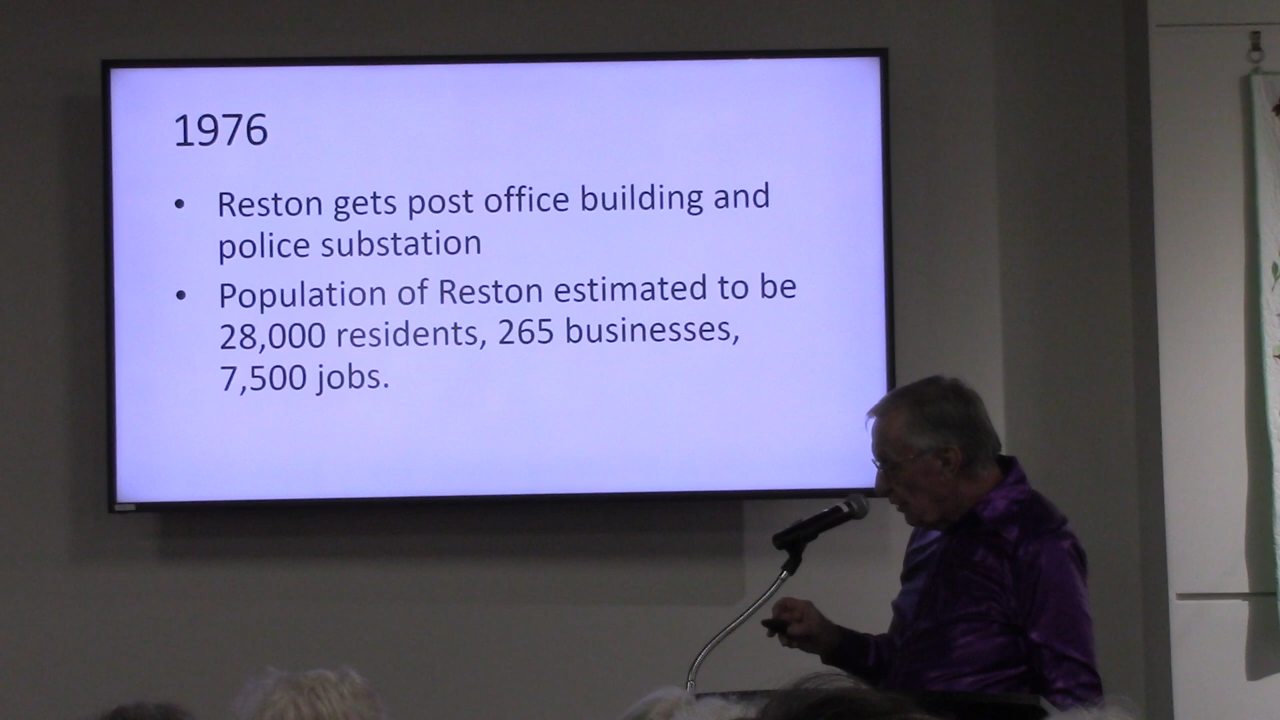 1976
• Reston gets post office building and
police substation
• Population of Reston estimated to be
28,000 residents, 265 businesses,
7,500 jobs.